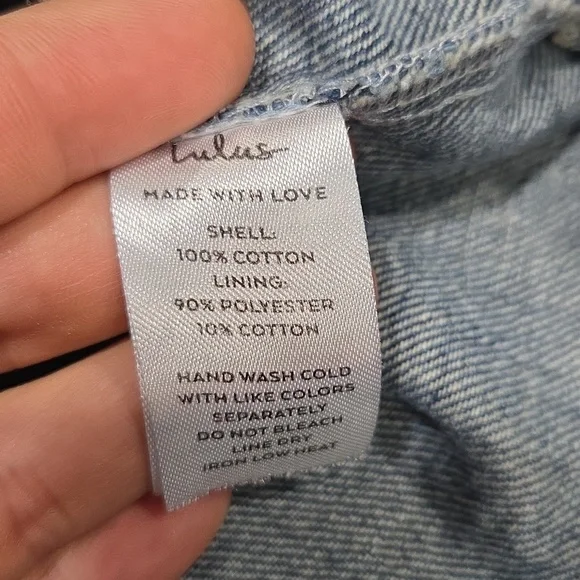 Lulus
MADE WITH LOVE
SHELL:
100% COTTON
LINING:
90% POLYESTER
10% COTTON
HAND WASH COLD
WITH LIKE COLORS
SEPARATELY
DO NOT BLEACH
LINE DRY
IRON LOW HEAT